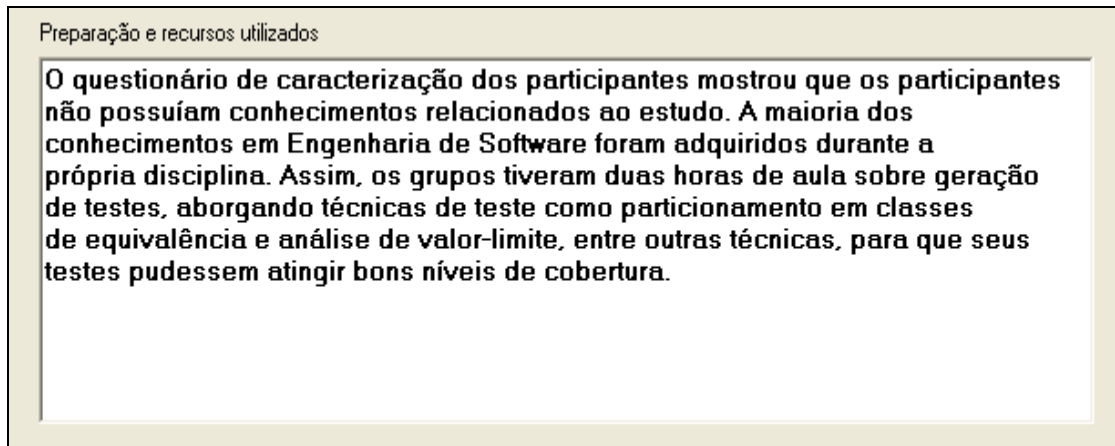 Preparação e recursos utilizados
O questionário de caracterização dos participantes mostrou que os participantes
não possuíam conhecimentos relacionados ao estudo. A maioria dos
conhecimentos em Engenharia de Software foram adquiridos durante a
própria disciplina. Assim, os grupos tiveram duas horas de aula sobre geração
de testes, aborgando técnicas de teste como particionamento em classes
de equivalência e análise de valor-limite, entre outras técnicas, para que seus
testes pudessem atingir bons níveis de cobertura.